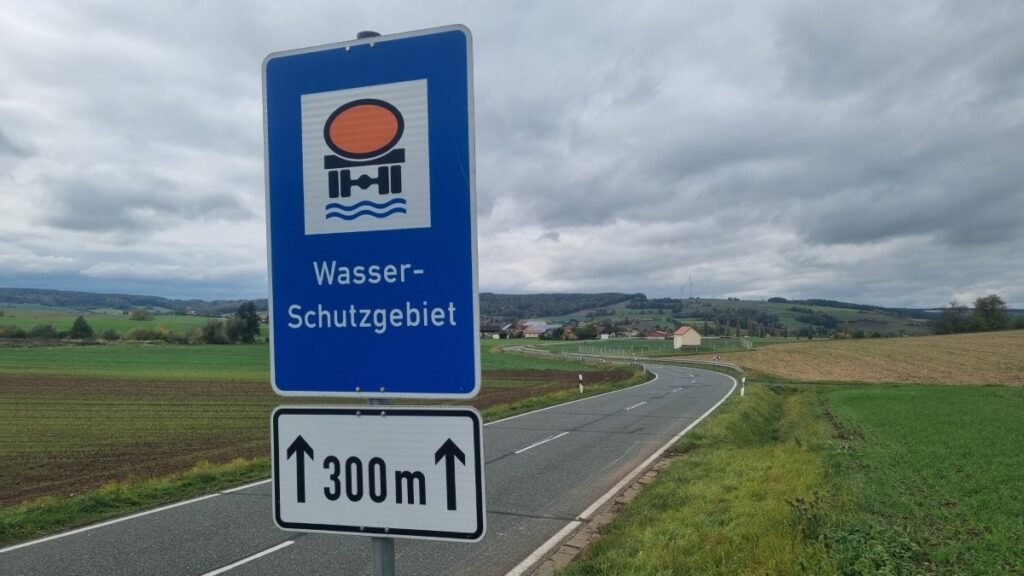 Wasser-
Schutzgebiet
300 m